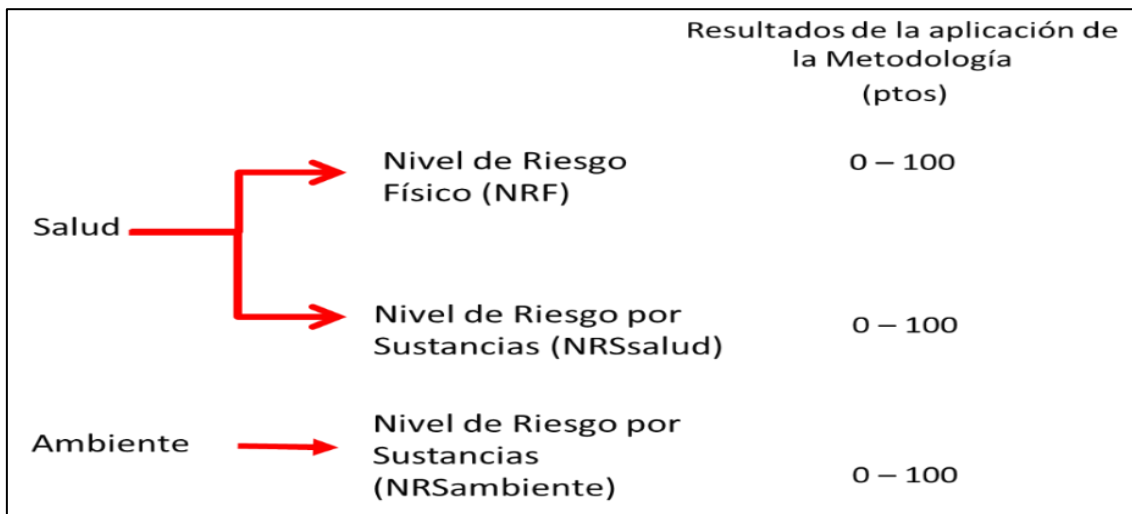 Resultados de la aplicación de
la Metodología
(ptos)
Salud
Nivel de Riesgo
Físico (NRF)
0 – 100
Nivel de Riesgo por
Sustancias (NRSsalud)
0 – 100
Ambiente
Nivel de Riesgo por
Sustancias
(NRSambiente)
0 – 100